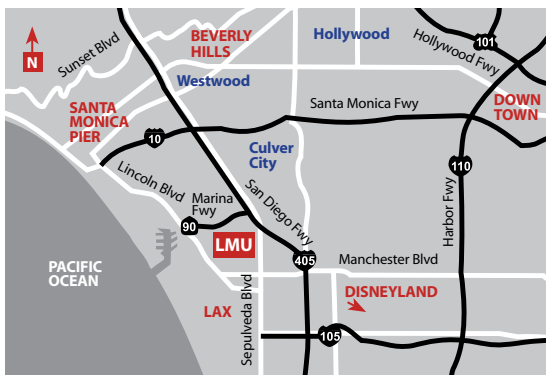 N
Sunset Blvd
BEVERLY
HILLS
Hollywood
101
Hollywood Fwy
Westwood
SANTA
MONICA
PIER
Santa Monica Fwy
DOWN
TOWN
10
Culver
City
110
Lincoln Blvd
Marina
Fwy
San Diego Fwy
Harbor Fwy
90
LMU
405
Manchester Blvd
PACIFIC
OCEAN
LAX
Sepulveda Blvd
DISNEYLAND
105